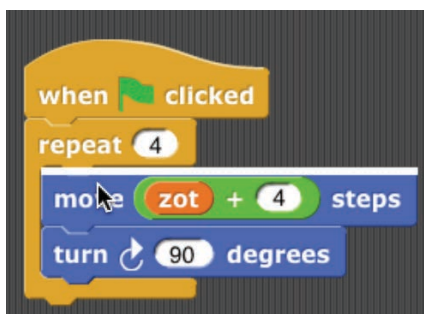 when clicked
repeat 4
move zot + 4 steps
turn 90 degrees